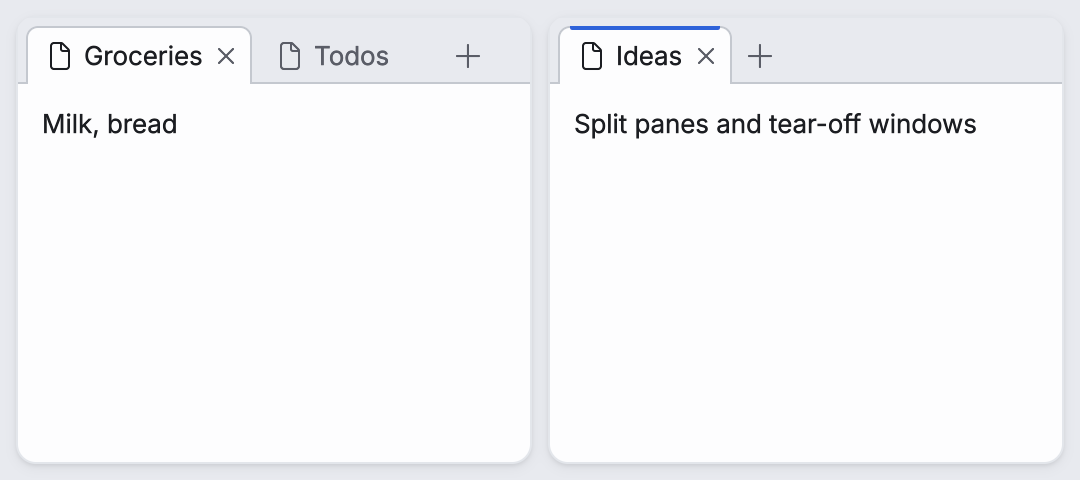 Groceries
Todos
Milk, bread
Ideas
Split panes and tear-off windows